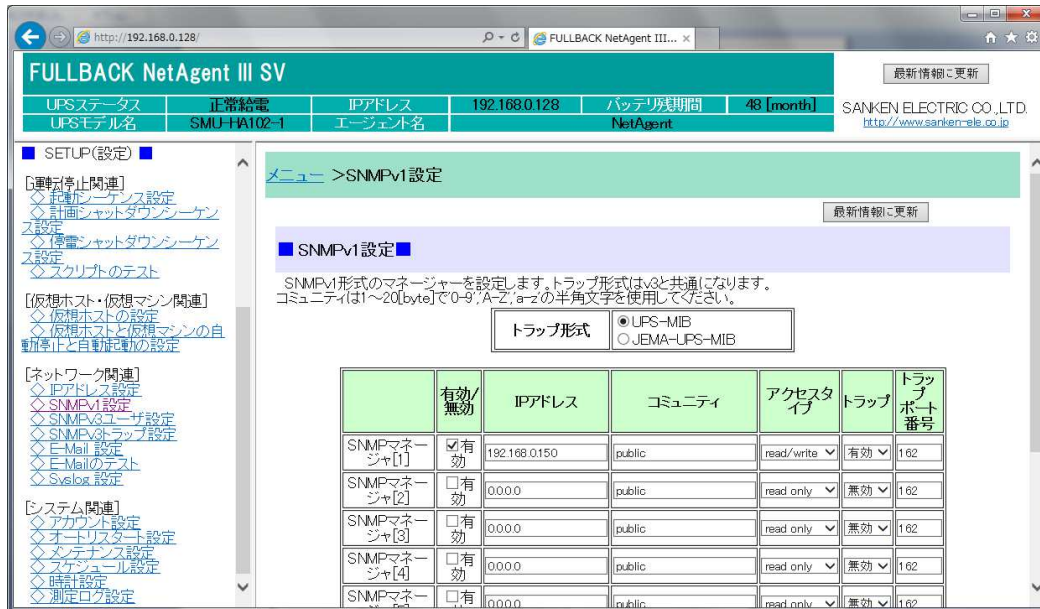 http://192.168.0.128/
FULLBACK NetAgent III...
FULLBACK NetAgent III SV
最新情報に更新
UPSステータス 正常給電 IPアドレス 192.168.0.128 バッテリ残期間 48 [month]
UPSモデル名 SMU-HA102-1 エージェント名 NetAgent
SANKEN ELECTRIC CO.,LTD.
http://www.sanken-ele.co.jp
■ SETUP(設定) ■
[運転停止関連]
◇ 起動シーケンス設定
◇ 計画シャットダウンシーケン
ス設定
◇ 停電シャットダウンシーケン
ス設定
◇ スクリプトのテスト
[仮想ホスト・仮想マシン関連]
◇ 仮想ホストの設定
◇ 仮想ホストと仮想マシンの自
動停止と自動起動の設定
[ネットワーク関連]
◇ IPアドレス設定
◇ SNMPv1設定
◇ SNMPv3ユーザ設定
◇ SNMPv3トラップ設定
◇ E-Mail 設定
◇ E-Mailのテスト
◇ Syslog 設定
[システム関連]
◇ アカウント設定
◇ オートリスタート設定
◇ メンテナンス設定
◇ スケジュール設定
◇ 時計設定
◇ 測定ログ設定
メニュー >SNMPv1設定
最新情報に更新
■ SNMPv1設定■
SNMPv1形式のマネージャーを設定します。トラップ形式はv3と共通になります。
コミュニティは1〜20[byte]で'0-9','A-Z','a-z'の半角文字を使用してください。
トラップ形式
UPS-MIB
JEMA-UPS-MIB
有効/
無効
IPアドレス
コミュニティ
アクセスタ
イプ
トラップ
トラッ
プ
ポート
番号
SNMPマネー
ジャ[1]
有
効
192.168.0.150 public read/write 有効 162
SNMPマネー
ジャ[2]
有
効
0.0.0.0 public read only 無効 162
SNMPマネー
ジャ[3]
有
効
0.0.0.0 public read only 無効 162
SNMPマネー
ジャ[4]
有
効
0.0.0.0 public read only 無効 162
SNMPマネー
有
0.0.0.0 public read only 無効 162